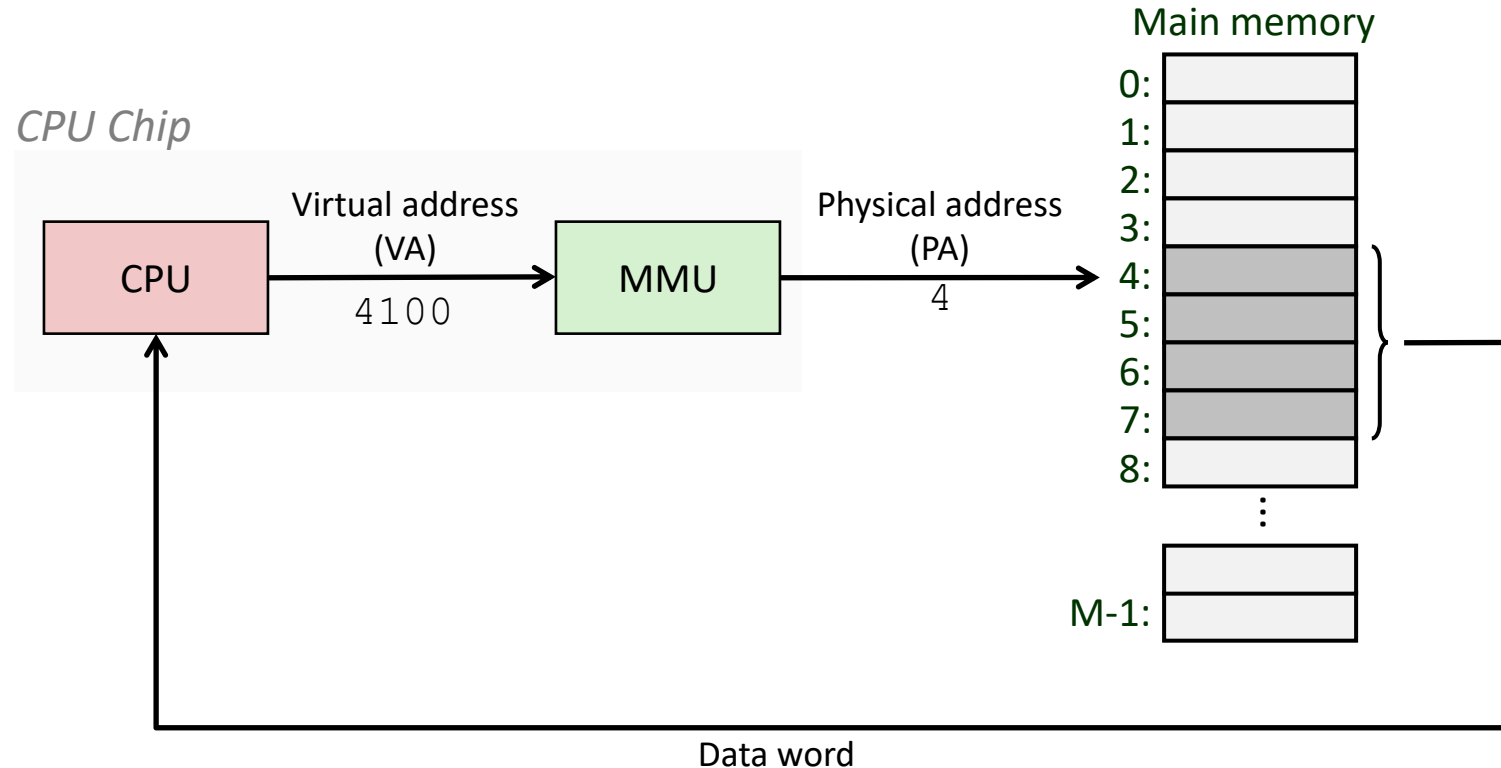 Main memory
CPU Chip
0:
1:
2:
3:
4:
5:
6:
7:
8:
...
M-1:
Virtual address
(VA)
4100
Physical address
(PA)
4
CPU
MMU
Data word